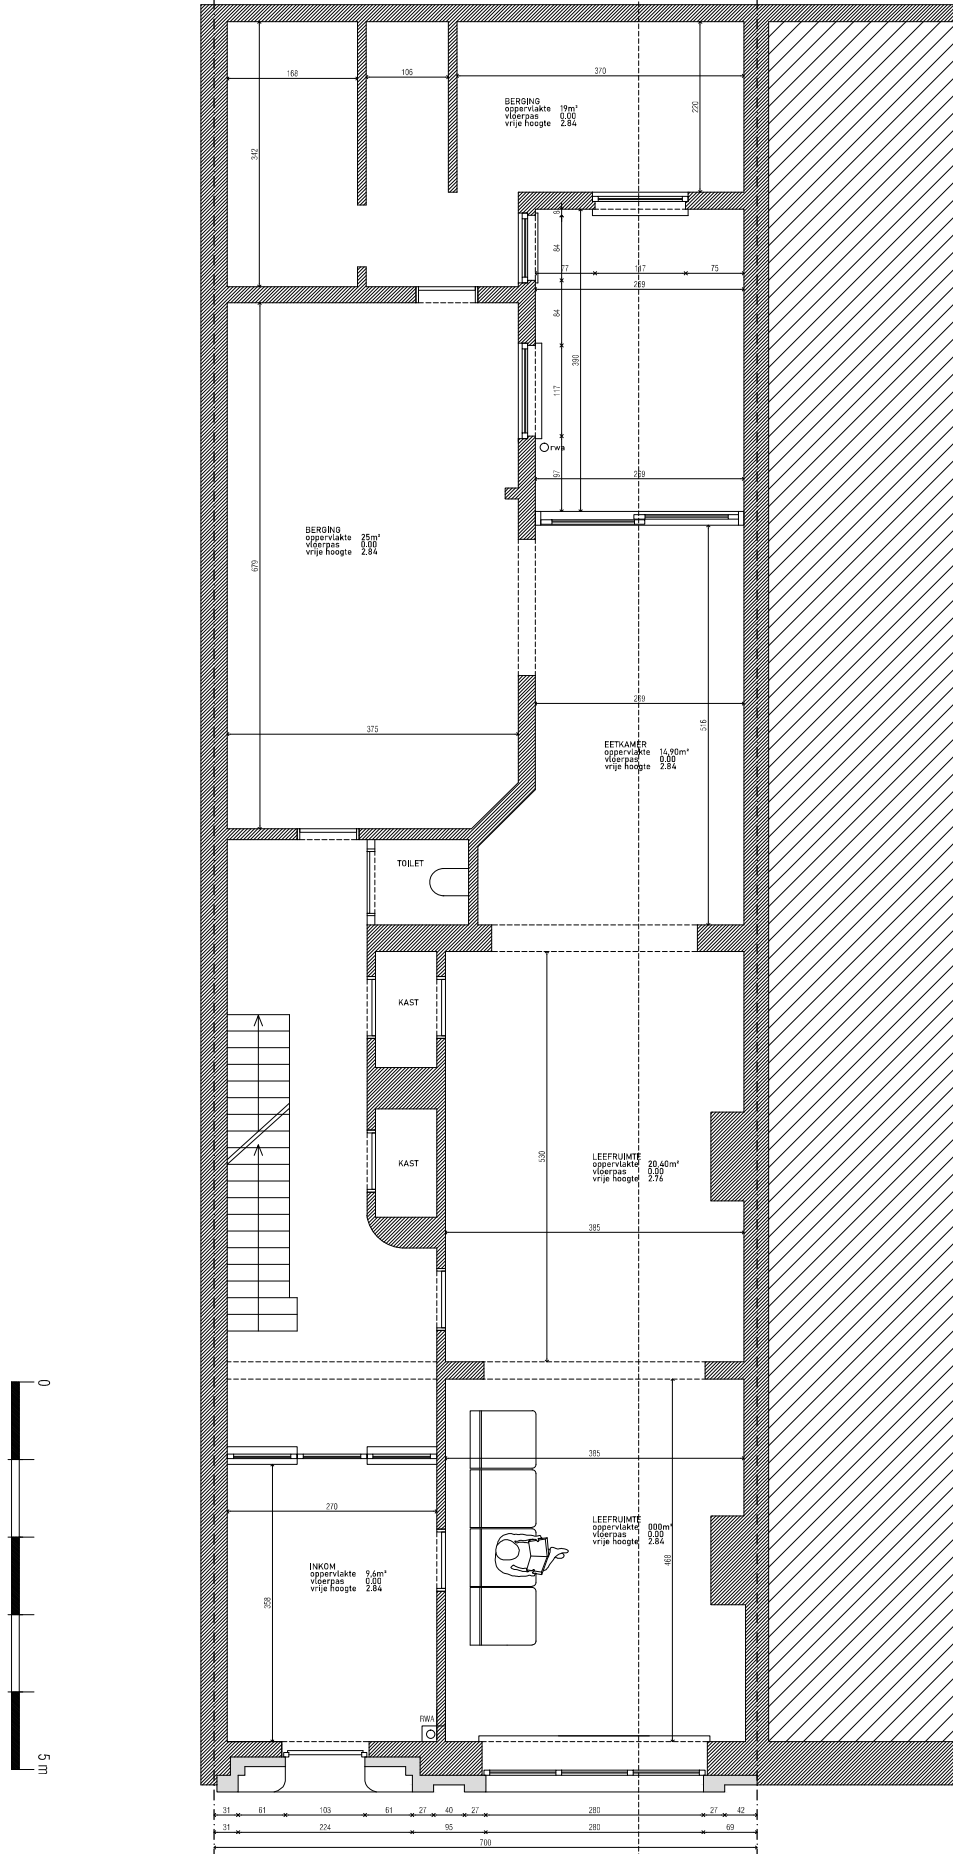 168
106
370
BERGING
oppervlakte 19m²
vloerpas 0.00
vrije hoogte 2.84
220
342
8
84
77
117
75
269
84
390
117
rwa
97
269
BERGING
oppervlakte 25m²
vloerpas 0.00
vrije hoogte 2.84
679
269
516
375
EETKAMER
oppervlakte 14,90m²
vloerpas 0.00
vrije hoogte 2.84
TOILET
KAST
KAST
530
LEEFRUIMTE
oppervlakte 20,40m²
vloerpas 0.00
vrije hoogte 2.76
385
0
385
270
LEEFRUIMTE
oppervlakte 000m²
vloerpas 0.00
vrije hoogte 2.84
468
INKOM
oppervlakte 9,6m²
vloerpas 0.00
vrije hoogte 2.84
358
RWA
5 m
31 61 103 61 27 40 27 280 27 42
31 224 95 280 69
700